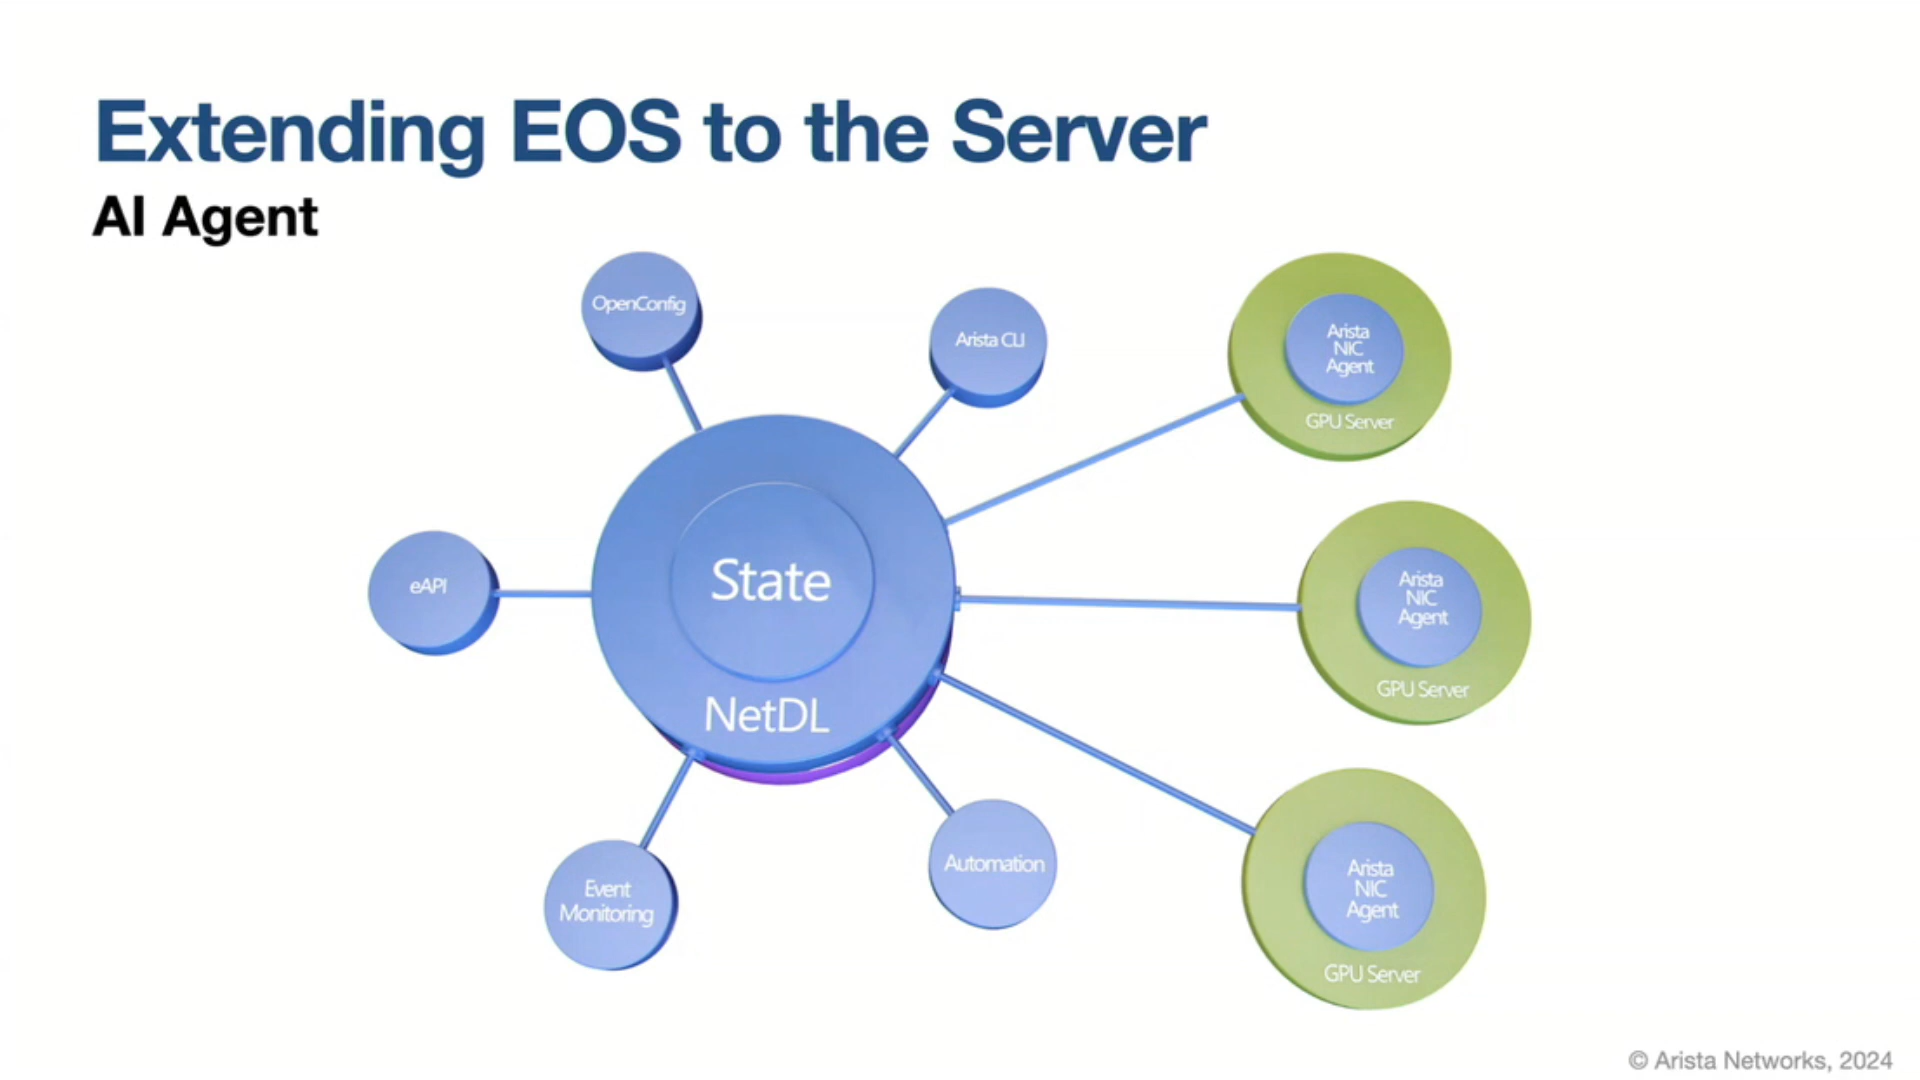 Extending EOS to the Server
AI Agent
OpenConfig
Arista CLI
Arista
NIC
Agent
GPU Server
eAPI
State
NetDL
Arista
NIC
Agent
GPU Server
Event
Monitoring
Automation
Arista
NIC
Agent
GPU Server
© Arista Networks, 2024